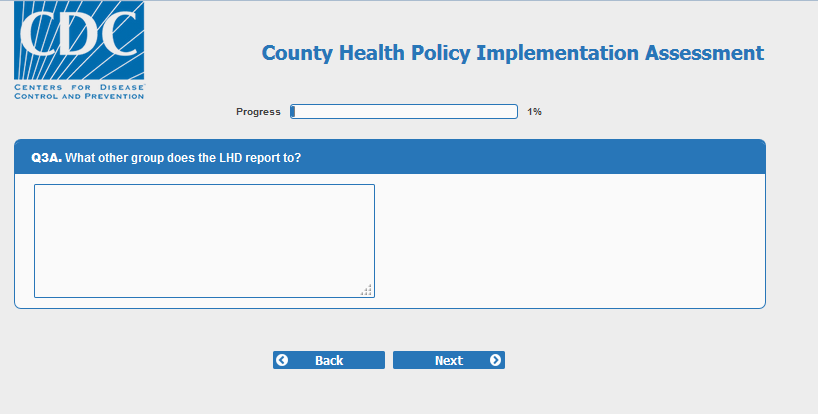 CDC
CENTERS FOR DISEASE
CONTROL AND PREVENTION
County Health Policy Implementation Assessment
Progress 1%
Q3A. What other group does the LHD report to?
Back Next